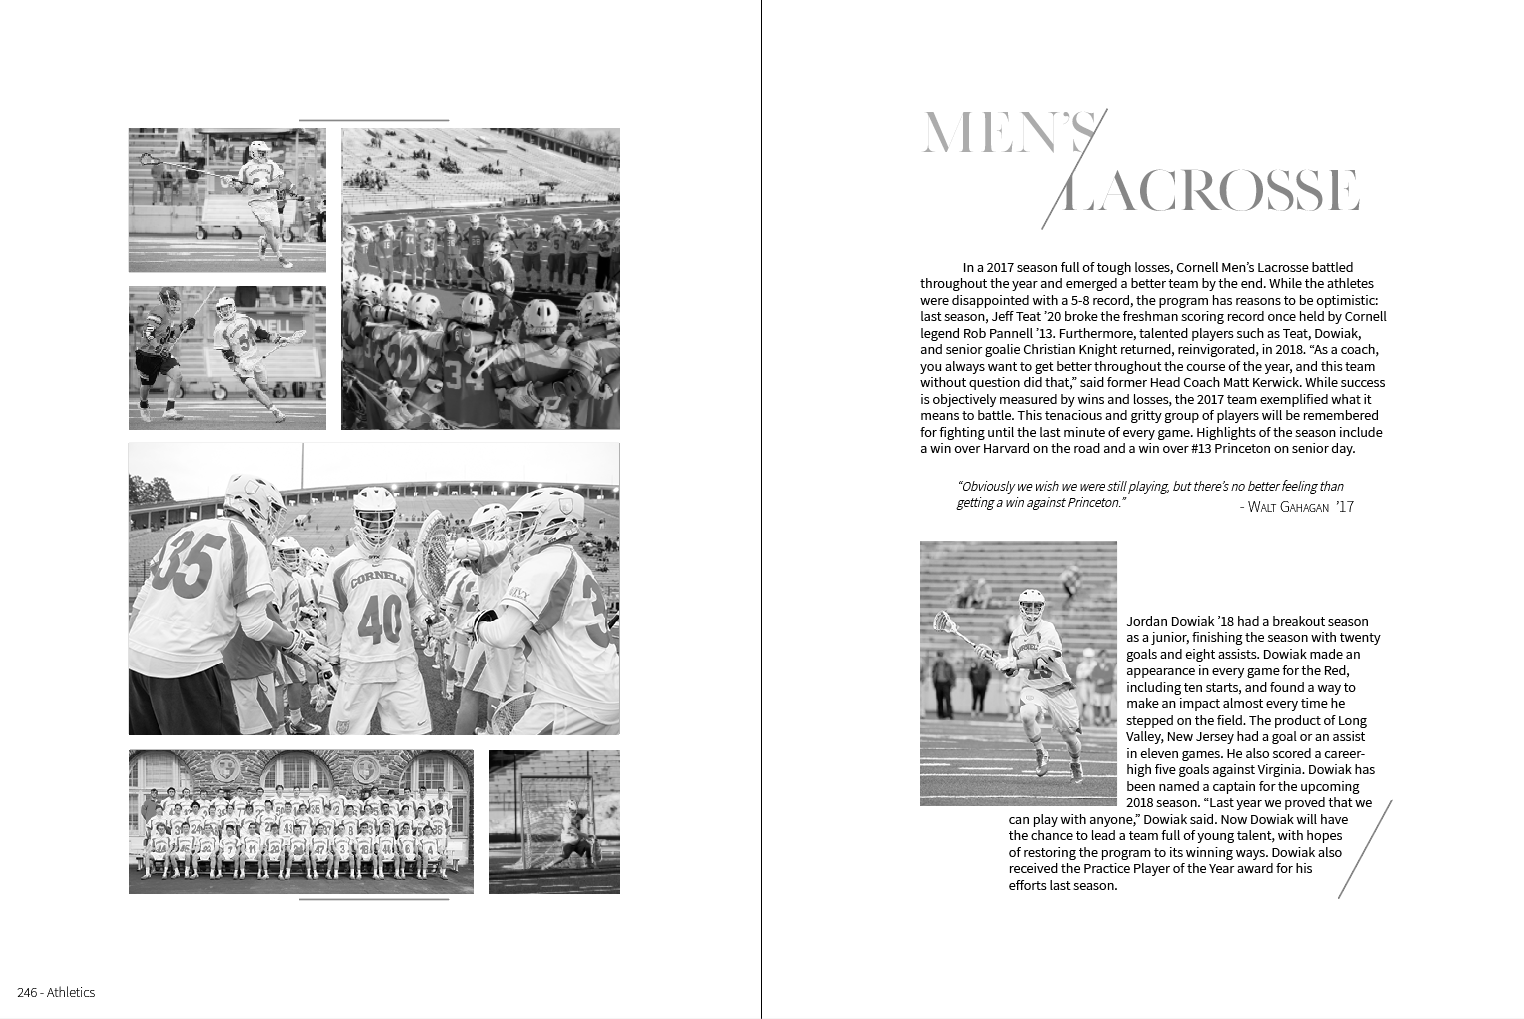 35
CORNELL
40
34
22
246 - Athletics
MEN’S
LACROSSE
In a 2017 season full of tough losses, Cornell Men’s Lacrosse battled
throughout the year and emerged a better team by the end. While the athletes
were disappointed with a 5-8 record, the program has reasons to be optimistic:
last season, Jeff Teat ’20 broke the freshman scoring record once held by Cornell
legend Rob Pannell ’13. Furthermore, talented players such as Teat, Dowiak,
and senior goalie Christian Knight returned, reinvigorated, in 2018. “As a coach,
you always want to get better throughout the course of the year, and this team
without question did that,” said former Head Coach Matt Kerwick. While success
is objectively measured by wins and losses, the 2017 team exemplified what it
means to battle. This tenacious and gritty group of players will be remembered
for fighting until the last minute of every game. Highlights of the season include
a win over Harvard on the road and a win over #13 Princeton on senior day.
“Obviously we wish we were still playing, but there’s no better feeling than
getting a win against Princeton.”
- Walt Gahagan ’17
Jordan Dowiak ’18 had a breakout season
as a junior, finishing the season with twenty
goals and eight assists. Dowiak made an
appearance in every game for the Red,
including ten starts, and found a way to
make an impact almost every time he
stepped on the field. The product of Long
Valley, New Jersey had a goal or an assist
in eleven games. He also scored a career-
high five goals against Virginia. Dowiak has
been named a captain for the upcoming
2018 season. “Last year we proved that we
can play with anyone,” Dowiak said. Now Dowiak will have
the chance to lead a team full of young talent, with hopes
of restoring the program to its winning ways. Dowiak also
received the Practice Player of the Year award for his
efforts last season.